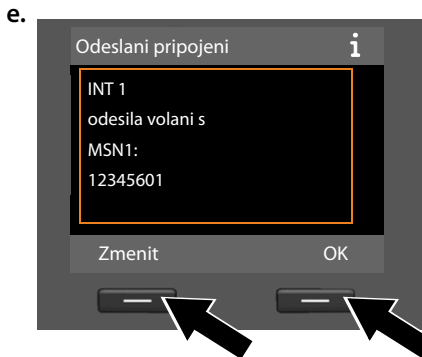 e.
Odeslani pripojeni i
INT 1
odesila volani s
MSN1:
12345601
Zmenit OK